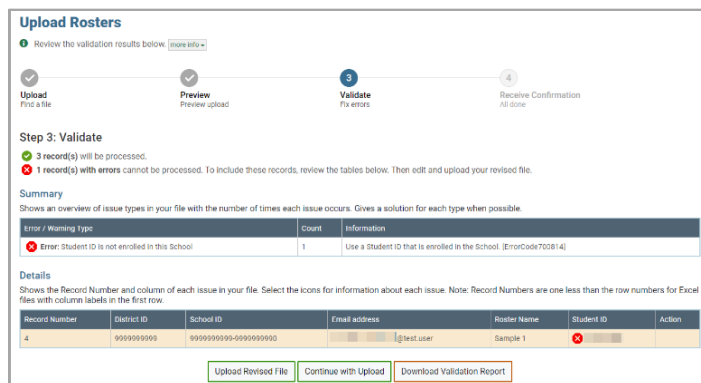 Upload Rosters
Review the validation results below. more info
3
4
Upload
Preview
Validate
Receive Confirmation
Find a file
Preview upload
Fix errors
All done
Step 3: Validate
3 record(s) will be processed.
1 record(s) with errors cannot be processed. To include these records, review the tables below. Then edit and upload your revised file.
Summary
Shows an overview of issue types in your file with the number of times each issue occurs. Gives a solution for each type when possible.
Error / Warning Type Count Information
Error: Student ID is not enrolled in this School 1 Use a Student ID that is enrolled in the School. [ErrorCode700814]
Details
Shows the Record Number and column of each issue in your file. Select the icons for information about each issue. Note: Record Numbers are one less than the row numbers for Excel
files with column labels in the first row.
Record Number District ID School ID Email address Roster Name Student ID Action
4 9999999999 9999999999-9999999990 @test.user Sample 1
Upload Revised File Continue with Upload Download Validation Report